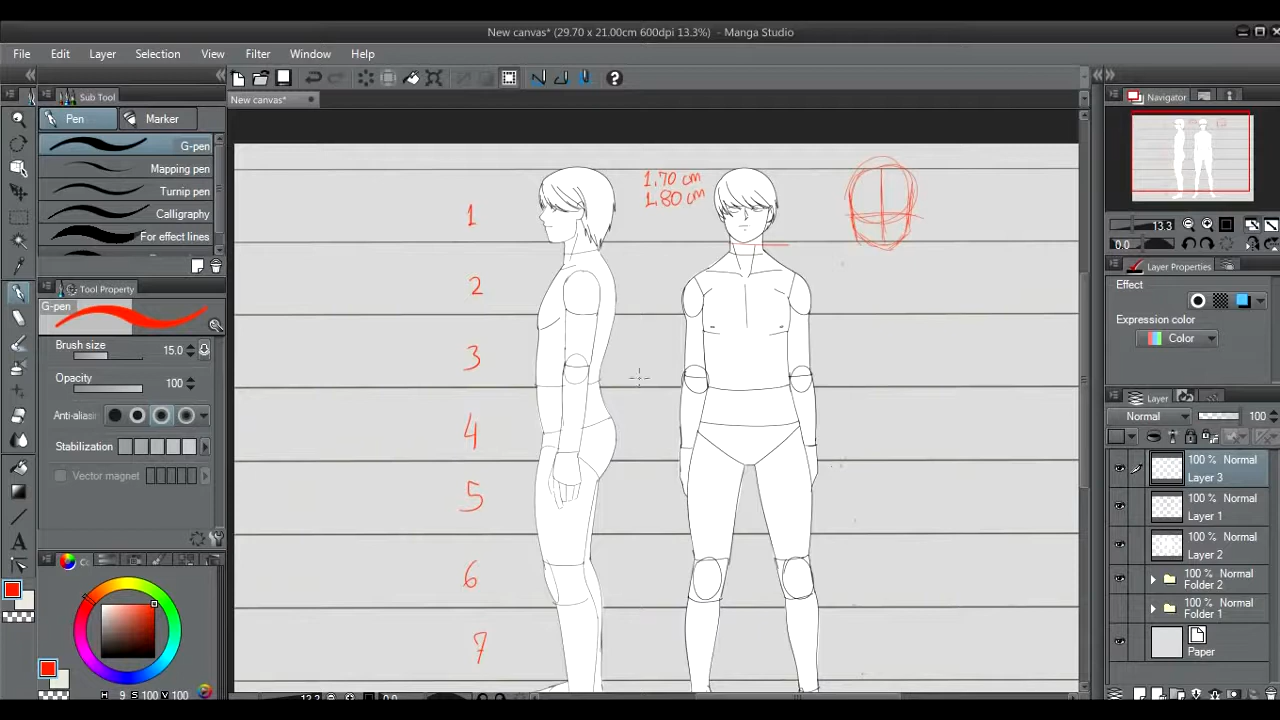 New canvas* (29.70 x 21.00cm 600dpi 13.3%) - Manga Studio
File Edit Layer Selection View Filter Window Help
Sub Tool
New canvas*
Navigator
Pen Marker
G-pen
Mapping pen
Turnip pen
Calligraphy
For effect lines
Tool Property
G-pen
Brush size 15.0
Opacity 100
Stabilization
Vector magnet
H 9 S 100 V 100
1.70 cm
1.80 cm
1
2
3
4
5
6
7
13.3
0.0
Layer Properties
Effect
Expression color
Color
Layer
Normal 100
100 % Normal
Layer 3
100 % Normal
Layer 1
100 % Normal
Layer 2
100 % Normal
Folder 2
100 % Normal
Folder 1
Paper